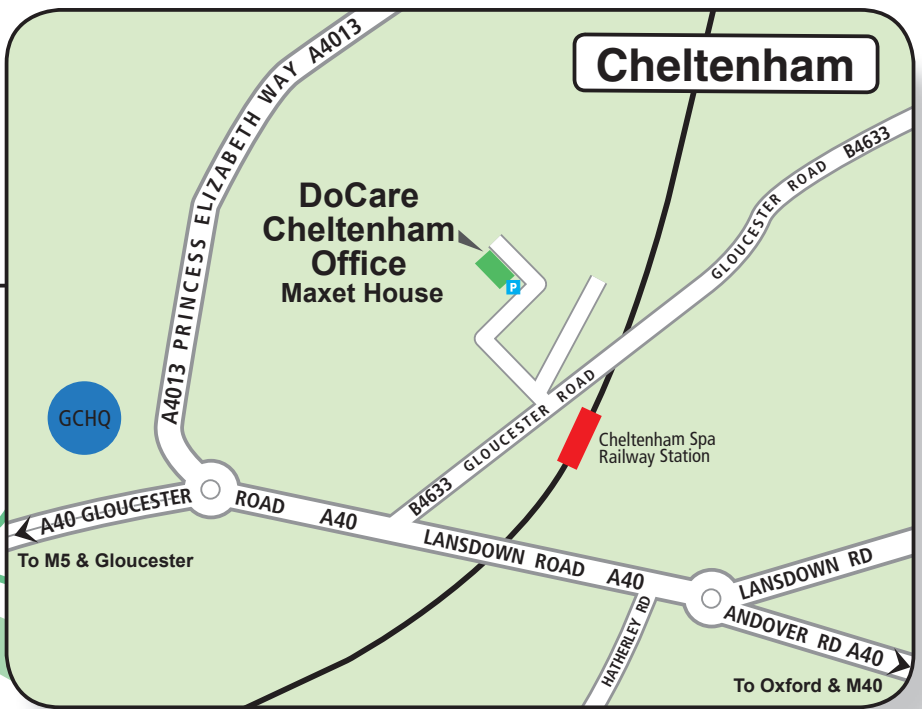 Cheltenham
PRINCESS ELIZABETH WAY A4013
GLOUCESTER ROAD B4633
DoCare
Cheltenham
Office
Maxet House
P
A4013
GCHQ
B4633 GLOUCESTER ROAD
Cheltenham Spa
Railway Station
A40 GLOUCESTER ROAD A40
To M5 & Gloucester
LANSDOWN ROAD A40
LANSDOWN RD
HATHERLEY RD
ANDOVER RD A40
To Oxford & M40